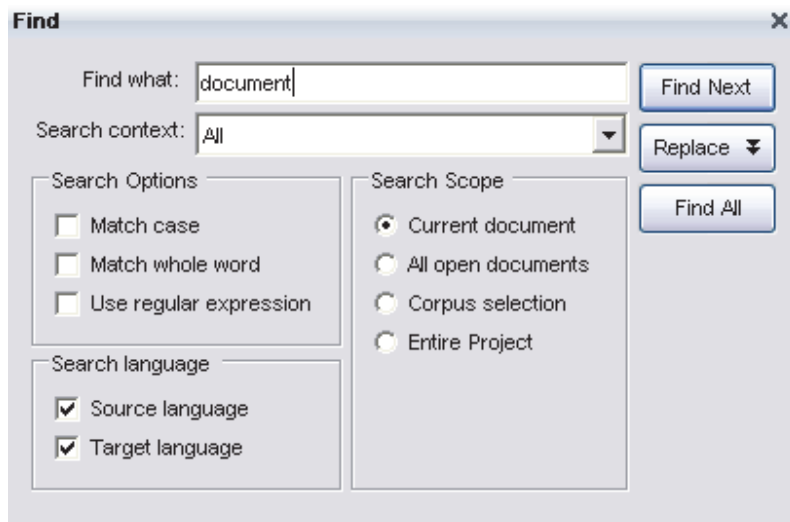 Find
Find what: document
Find Next
Search context: All
Replace
Search Options
Match case
Match whole word
Use regular expression
Search Scope
Current document
All open documents
Corpus selection
Entire Project
Find All
Search language
Source language
Target language